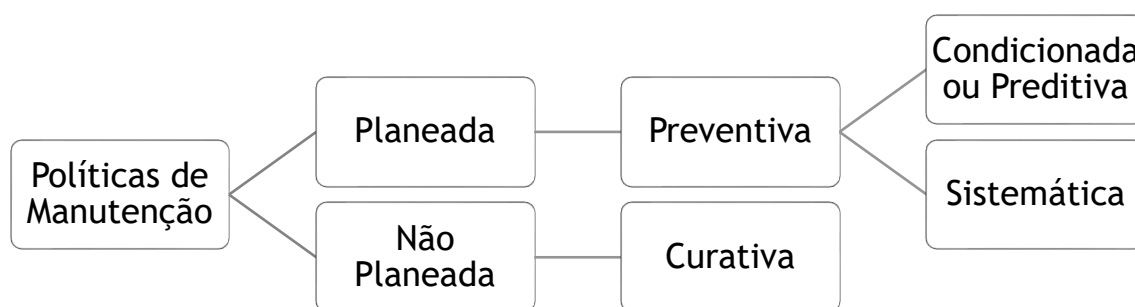 Políticas de
Manutenção
Planeada
Não
Planeada
Preventiva
Curativa
Condicionada
ou Preditiva
Sistemática